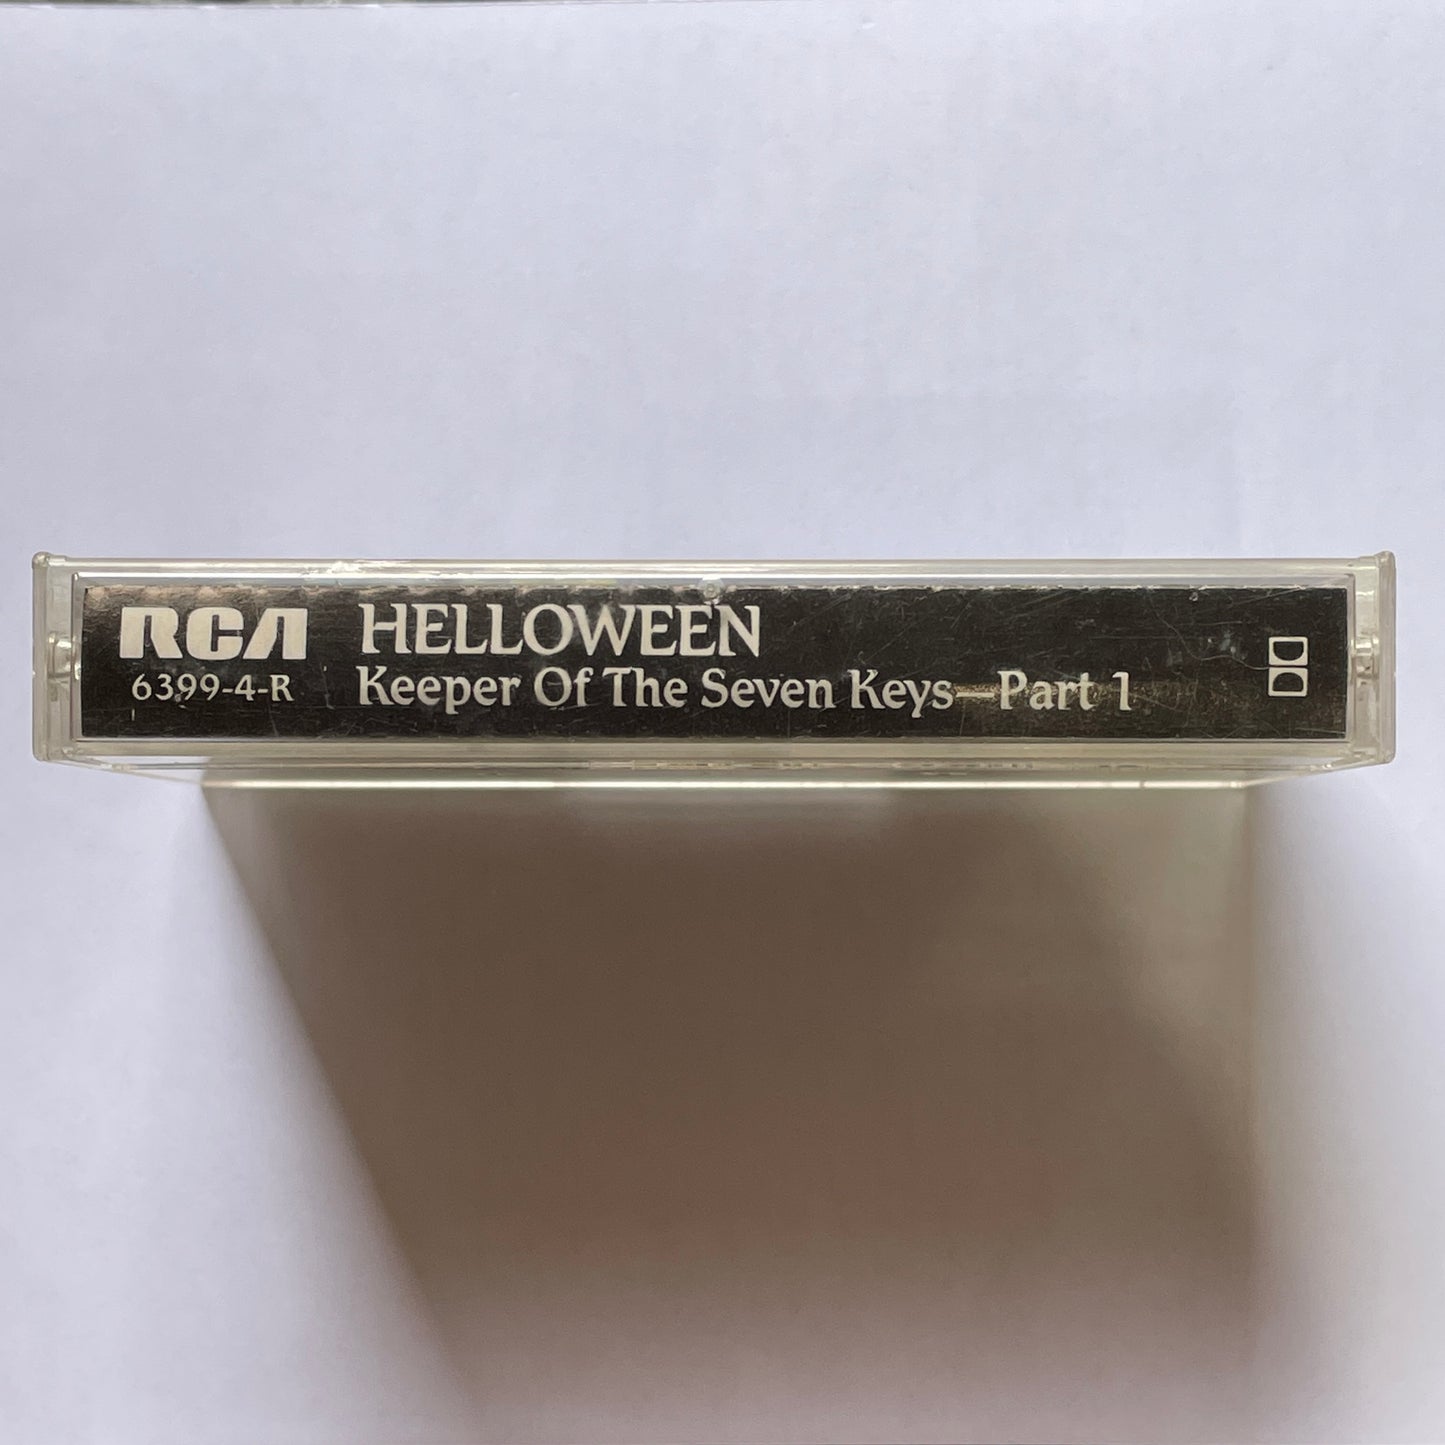 RCA
6399-4-R
HELLOWEEN
Keeper Of The Seven Keys—Part 1